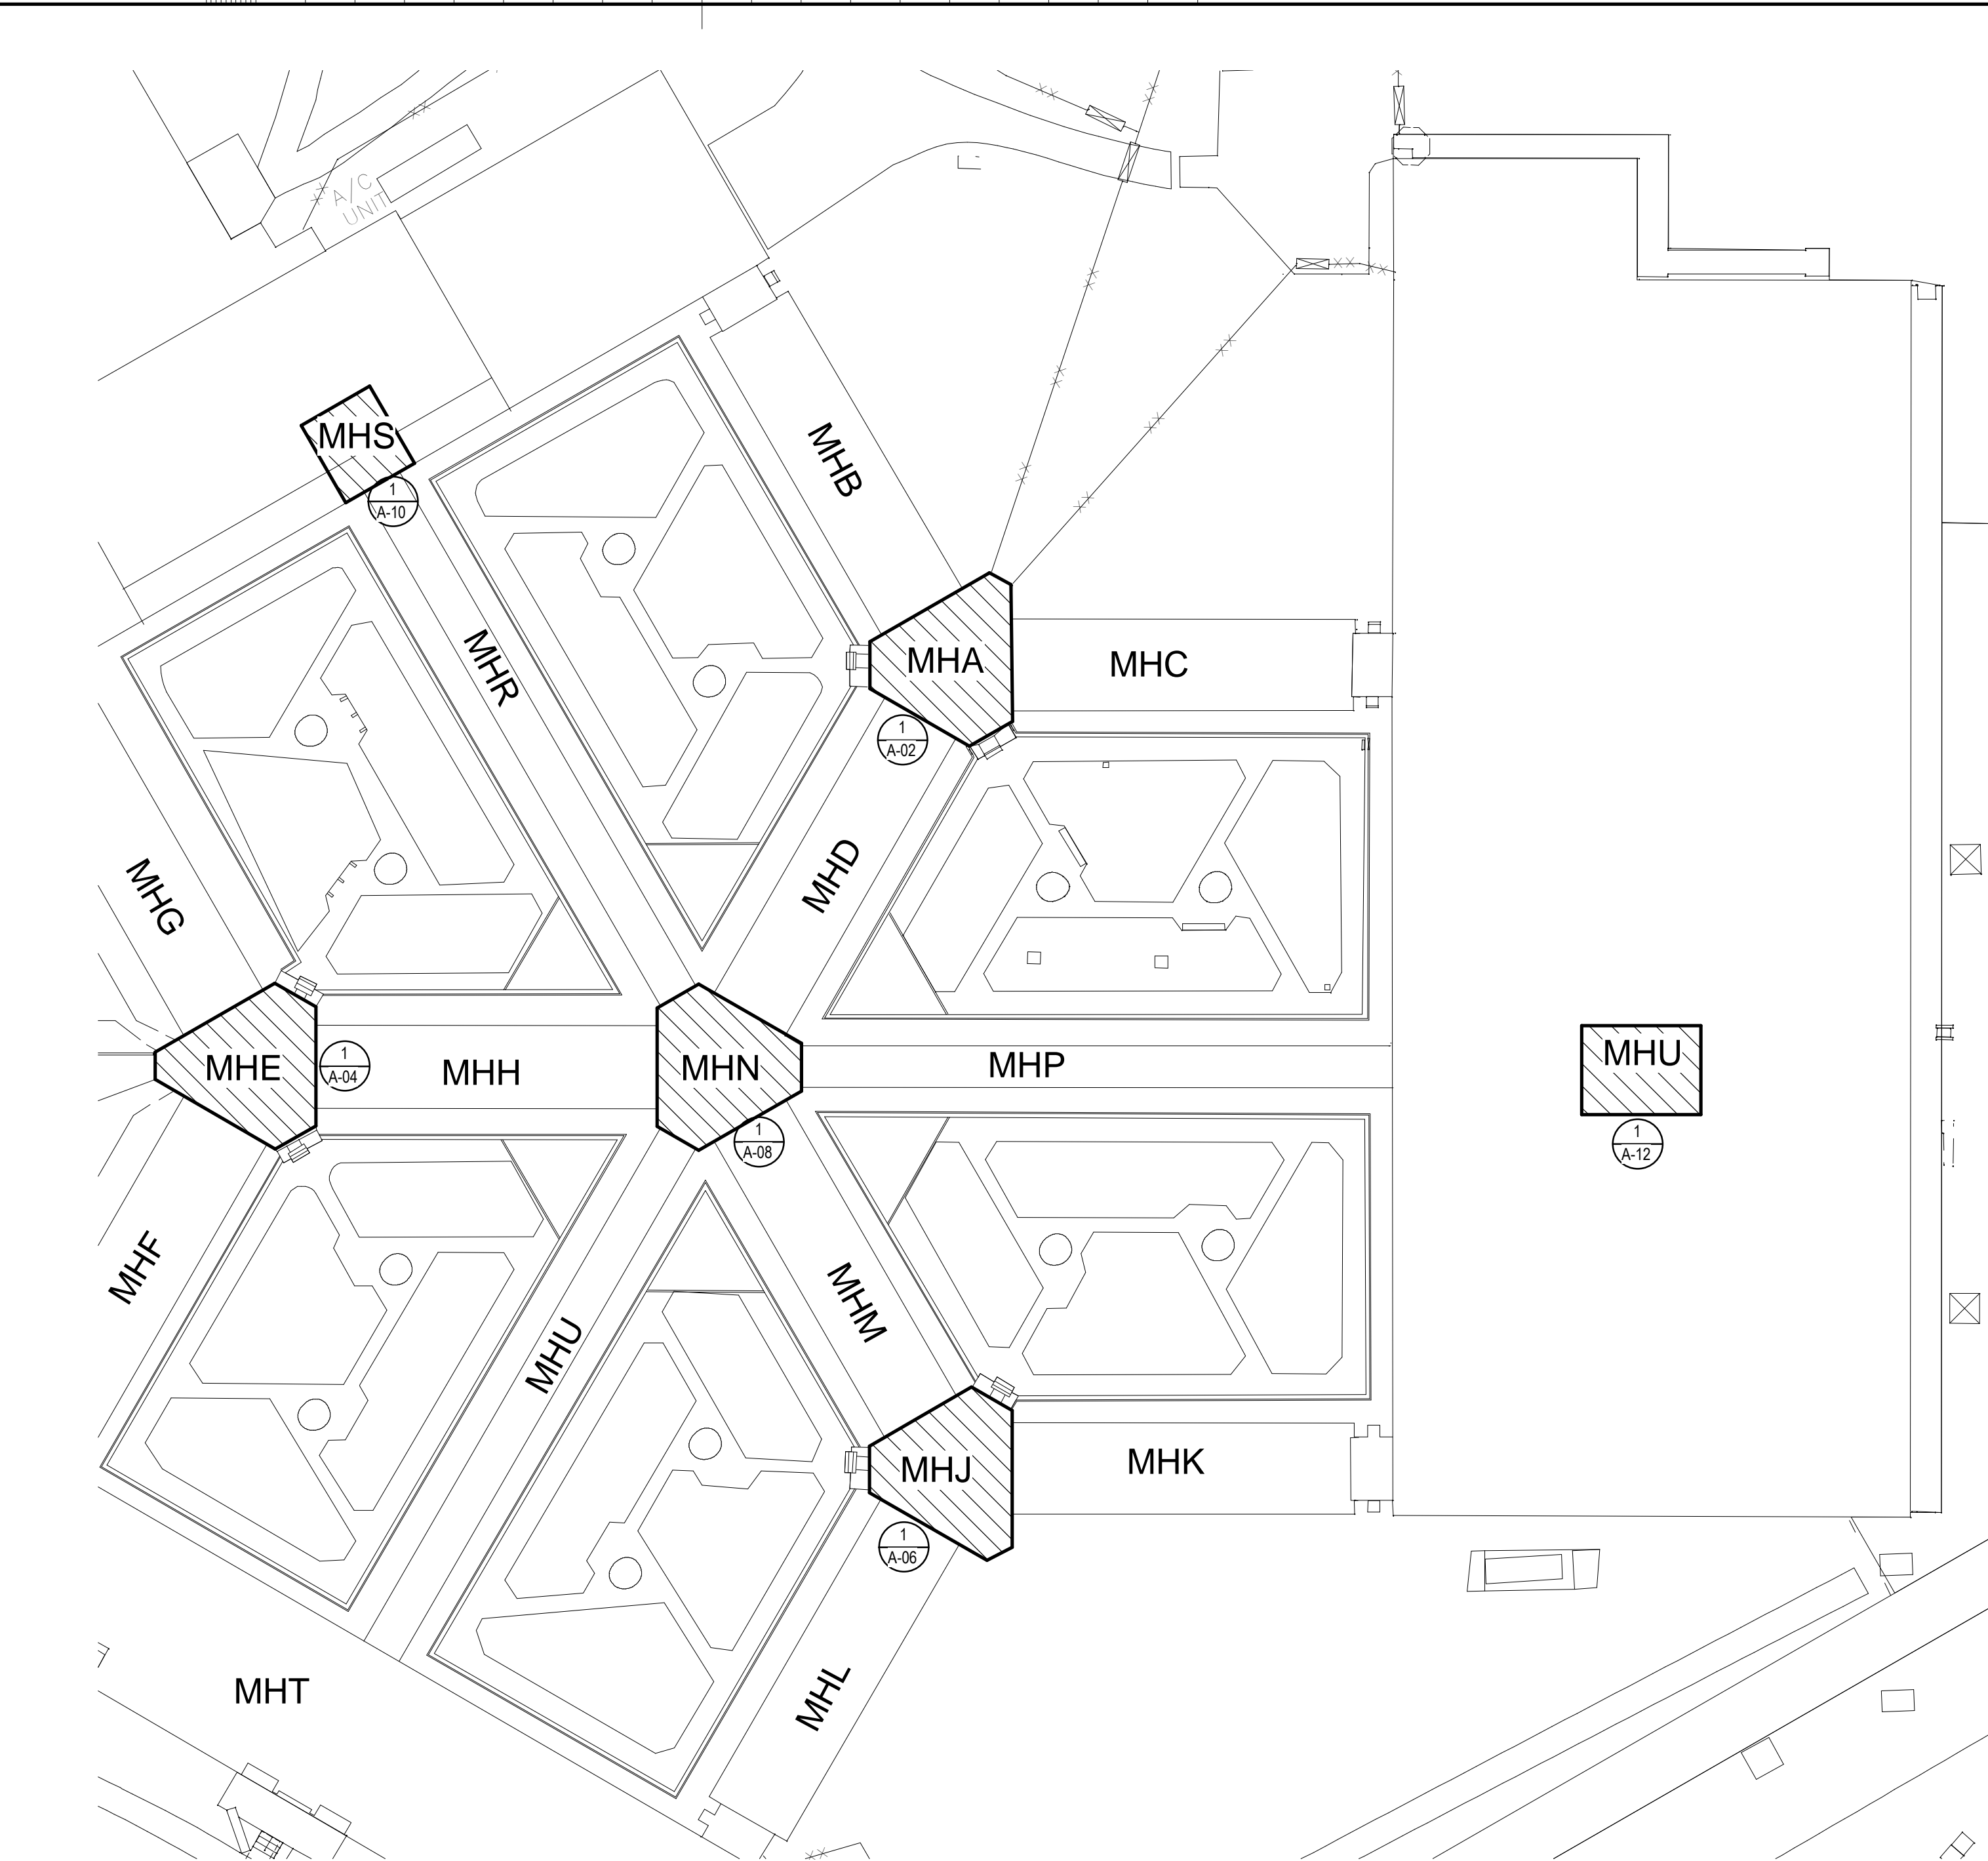 A/C
UNIT
MHS
1
A-10
MHB
MHR
MHA
MHC
1
A-02
MHD
MHG
MHE
1
A-04
MHH
MHN
MHP
MHU
1
A-08
1
A-12
MHF
MHM
MHU
MHJ
MHK
1
A-06
MHL
MHT